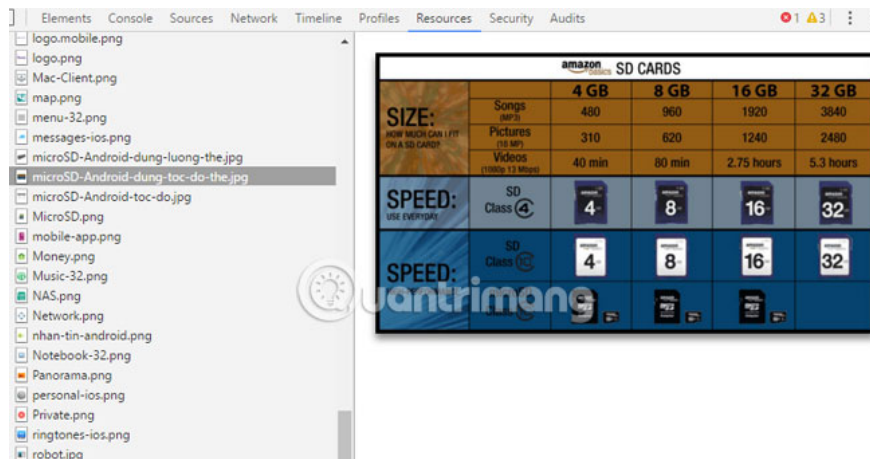 Elements Console Sources Network Timeline Profiles Resources Security Audits 1 3
logo.mobile.png
logo.png
Mac-Client.png
map.png
menu-32.png
messages-ios.png
microSD-Android-dung-luong-the.jpg
microSD-Android-dung-toc-do-the.jpg
microSD-Android-toc-do.jpg
MicroSD.png
mobile-app.png
Money.png
Music-32.png
NAS.png
Network.png
nhan-tin-android.png
Notebook-32.png
Panorama.png
personal-ios.png
Private.png
ringtones-ios.png
robot.jpg
amazon basics SD CARDS
4 GB 8 GB 16 GB 32 GB
SIZE:
HOW MUCH CAN I FIT
ON A SD CARD?
Songs (MP3) 480 960 1920 3840
Pictures (10 MP) 310 620 1240 2480
Videos (1080p 13 Mbps) 40 min 80 min 2.75 hours 5.3 hours
SPEED:
USE EVERYDAY
SD
Class 4 4 8 16 32
SPEED:
SD
Class 10 4 8 16 32
uantrimang